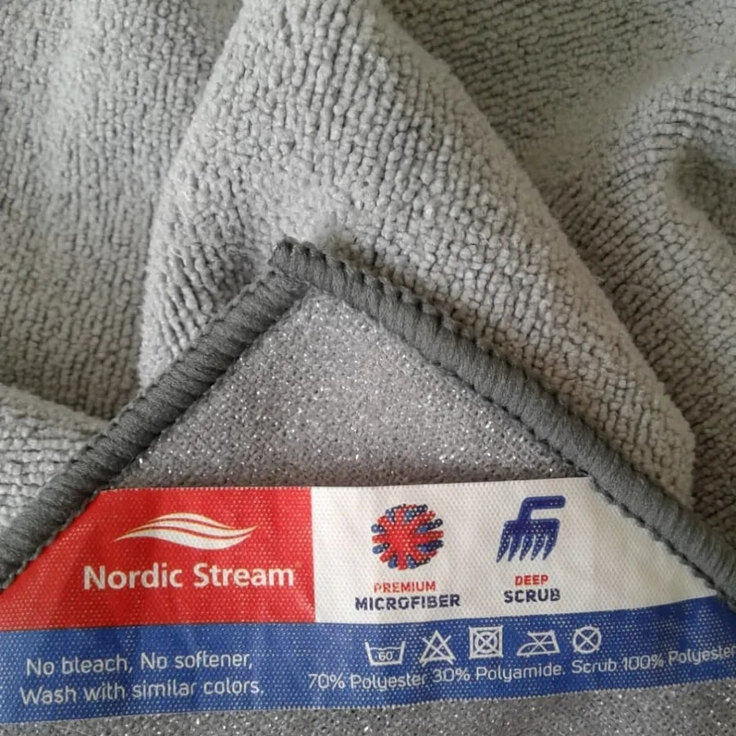 Nordic Stream
PREMIUM
MICROFIBER
DEEP
SCRUB
No bleach, No softener,
Wash with similar colors.
60
70% Polyester 30% Polyamide. Scrub 100% Polyester